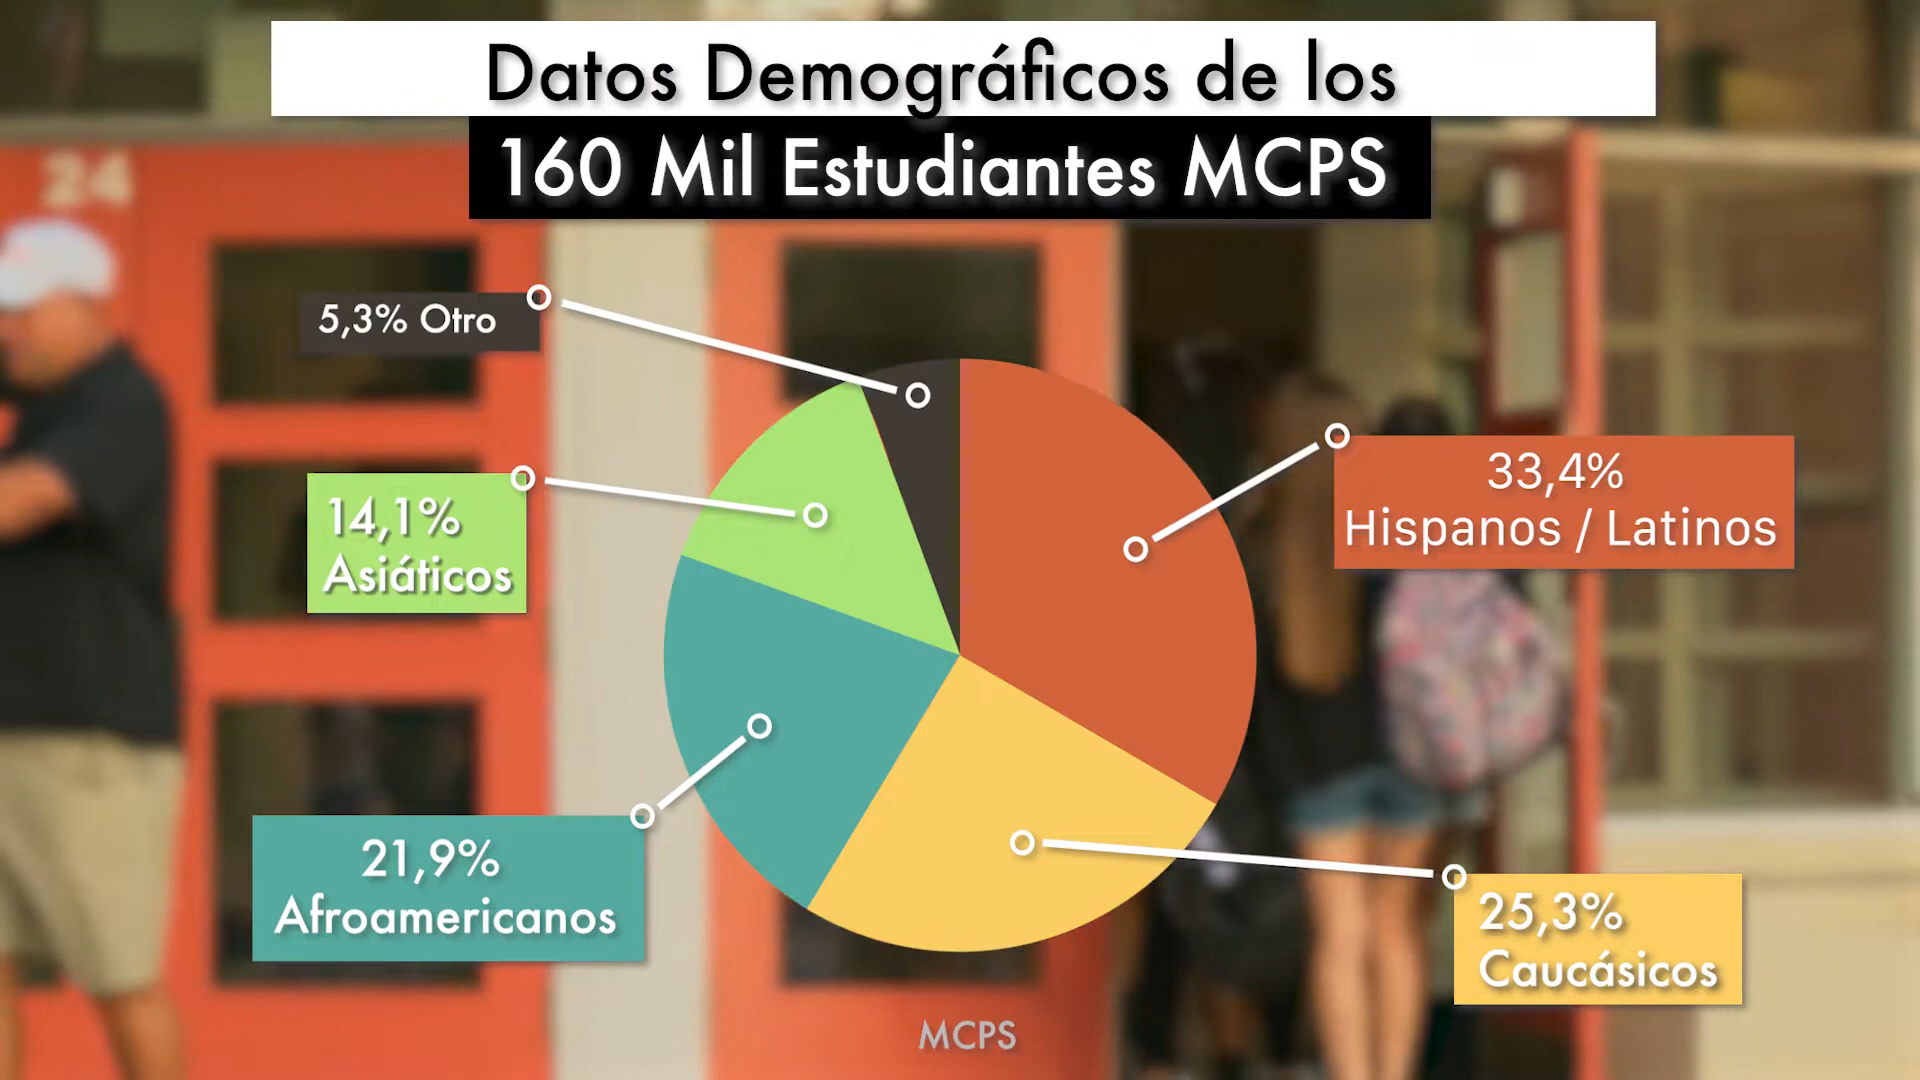 Datos Demográficos de los
160 Mil Estudiantes MCPS
24
5,3% Otro
33,4%
Hispanos / Latinos
14,1%
Asiáticos
21,9%
Afroamericanos
25,3%
Caucásicos
MCPS